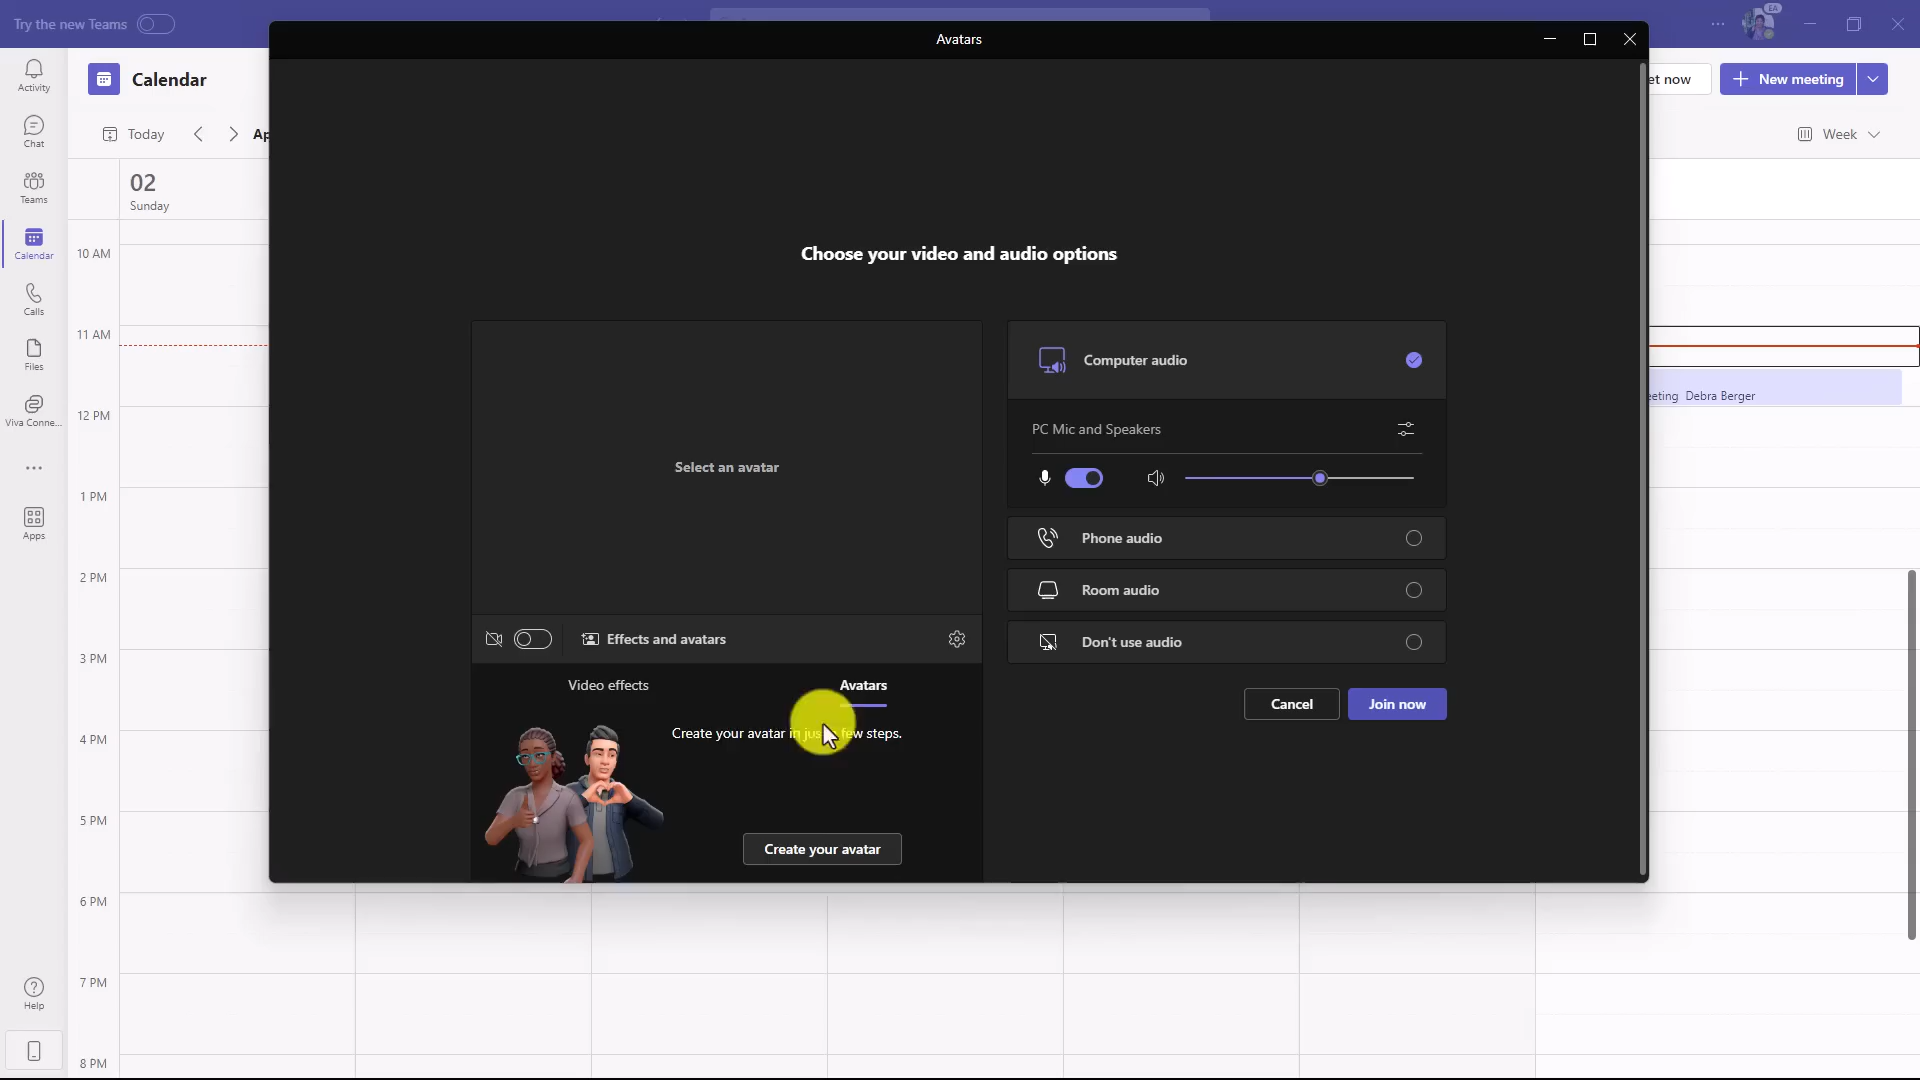 Try the new Teams
EA
Avatars
Activity
Chat
Teams
Calendar
Calls
Files
Viva Conne...
Apps
Help
Calendar
et now
New meeting
Today
Ap
Week
02
Sunday
10 AM
11 AM
12 PM
1 PM
2 PM
3 PM
4 PM
5 PM
6 PM
7 PM
8 PM
eeting Debra Berger
Choose your video and audio options
Select an avatar
Effects and avatars
Video effects
Avatars
Create your avatar in just a few steps.
Create your avatar
Computer audio
PC Mic and Speakers
Phone audio
Room audio
Don't use audio
Cancel
Join now